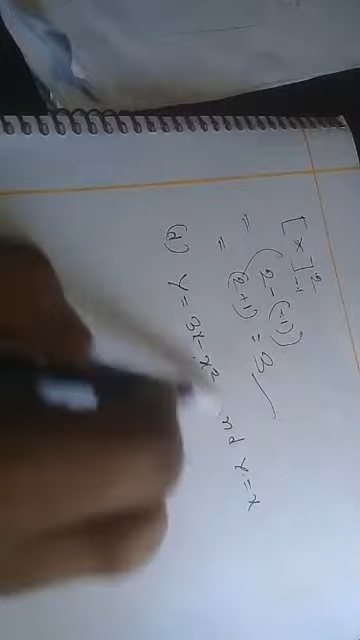 [x]²₋₁
= (2-(-1))
= (2+1) = 3
(d) y = 3x-x² and y = x